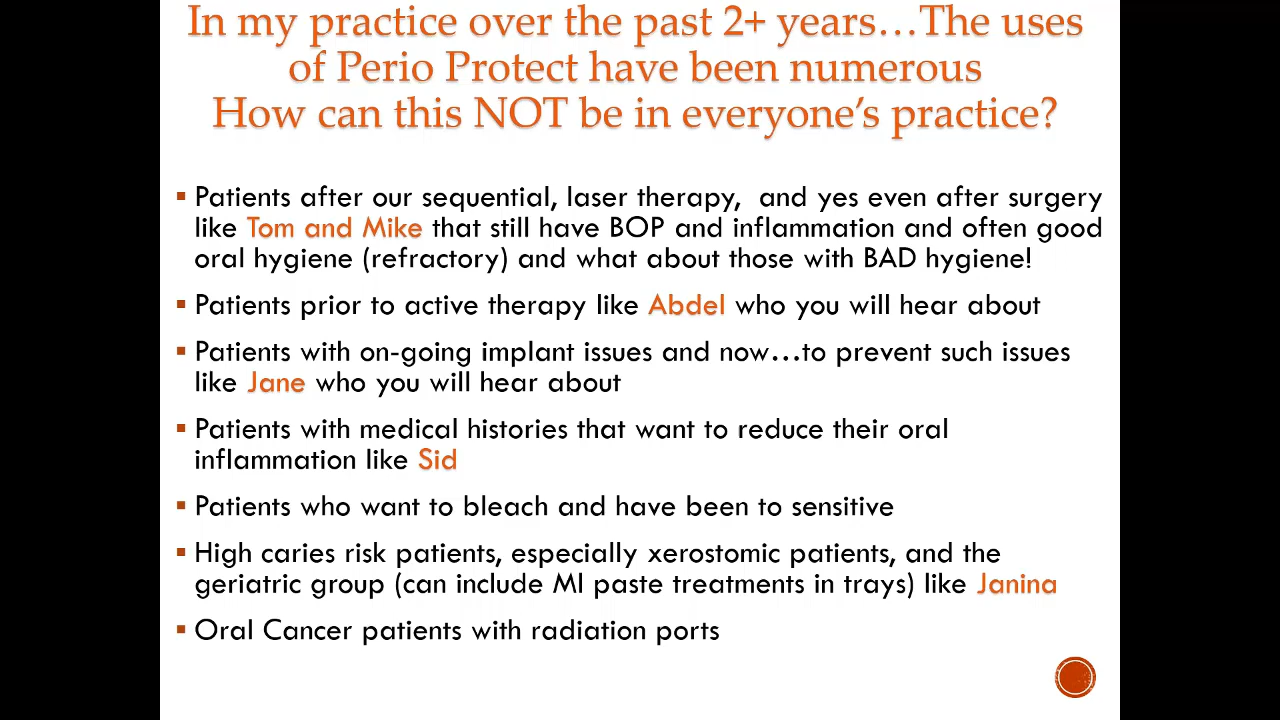 In my practice over the past 2+ years…The uses
of Perio Protect have been numerous
How can this NOT be in everyone’s practice?
▪ Patients after our sequential, laser therapy,  and yes even after surgery
like Tom and Mike that still have BOP and inflammation and often good
oral hygiene (refractory) and what about those with BAD hygiene!
▪ Patients prior to active therapy like Abdel who you will hear about
▪ Patients with on-going implant issues and now…to prevent such issues
like Jane who you will hear about
▪ Patients with medical histories that want to reduce their oral
inflammation like Sid
▪ Patients who want to bleach and have been to sensitive
▪ High caries risk patients, especially xerostomic patients, and the
geriatric group (can include MI paste treatments in trays) like Janina
▪ Oral Cancer patients with radiation ports